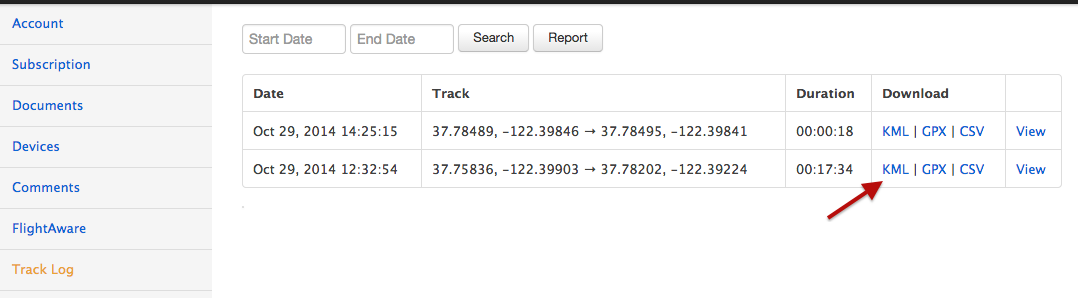 Account
Subscription
Documents
Devices
Comments
FlightAware
Track Log
Start Date End Date Search Report
Date Track Duration Download
Oct 29, 2014 14:25:15 37.78489, -122.39846 → 37.78495, -122.39841 00:00:18 KML | GPX | CSV View
Oct 29, 2014 12:32:54 37.75836, -122.39903 → 37.78202, -122.39224 00:17:34 KML | GPX | CSV View